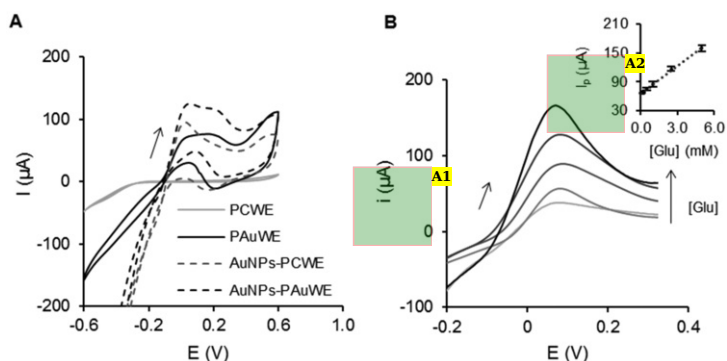 A
I (µA)
200
100
0
-100
-200
PCWE
PAuWE
AuNPs-PCWE
AuNPs-PAuWE
-0.6 -0.2 0.2 0.6 1.0
E (V)
B
i (µA)
A1
200
100
0
-100
-0.2 0 0.2 0.4
E (V)
[Glu]
Ip (µA)
A2
210
150
90
30
0.0 3.0 6.0
[Glu] (mM)